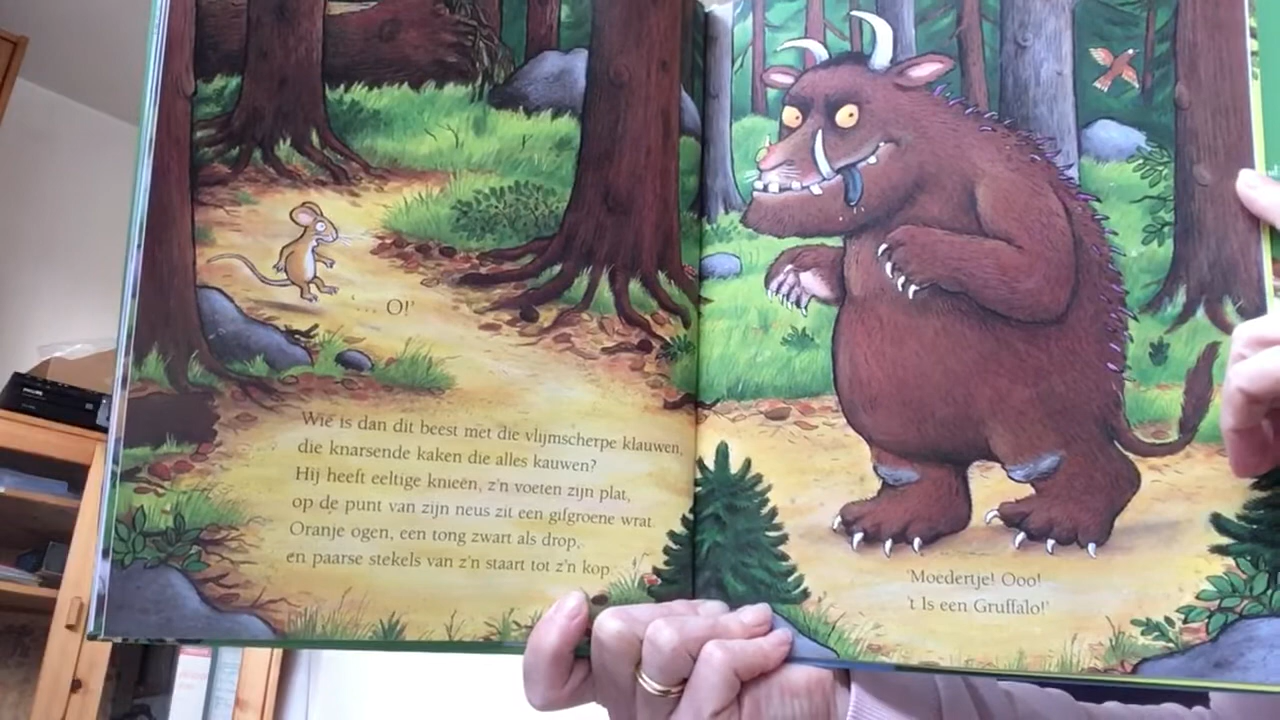 ... O!'
Wie is dan dit beest met die vlijmscherpe klauwen,
die knarsende kaken die alles kauwen?
Hij heeft eeltige knieën, z'n voeten zijn plat,
op de punt van zijn neus zit een gifgroene wrat.
Oranje ogen, een tong zwart als drop,
en paarse stekels van z'n staart tot z'n kop.
'Moedertje! Ooo!
't Is een Gruffalo!'
PHILIPS